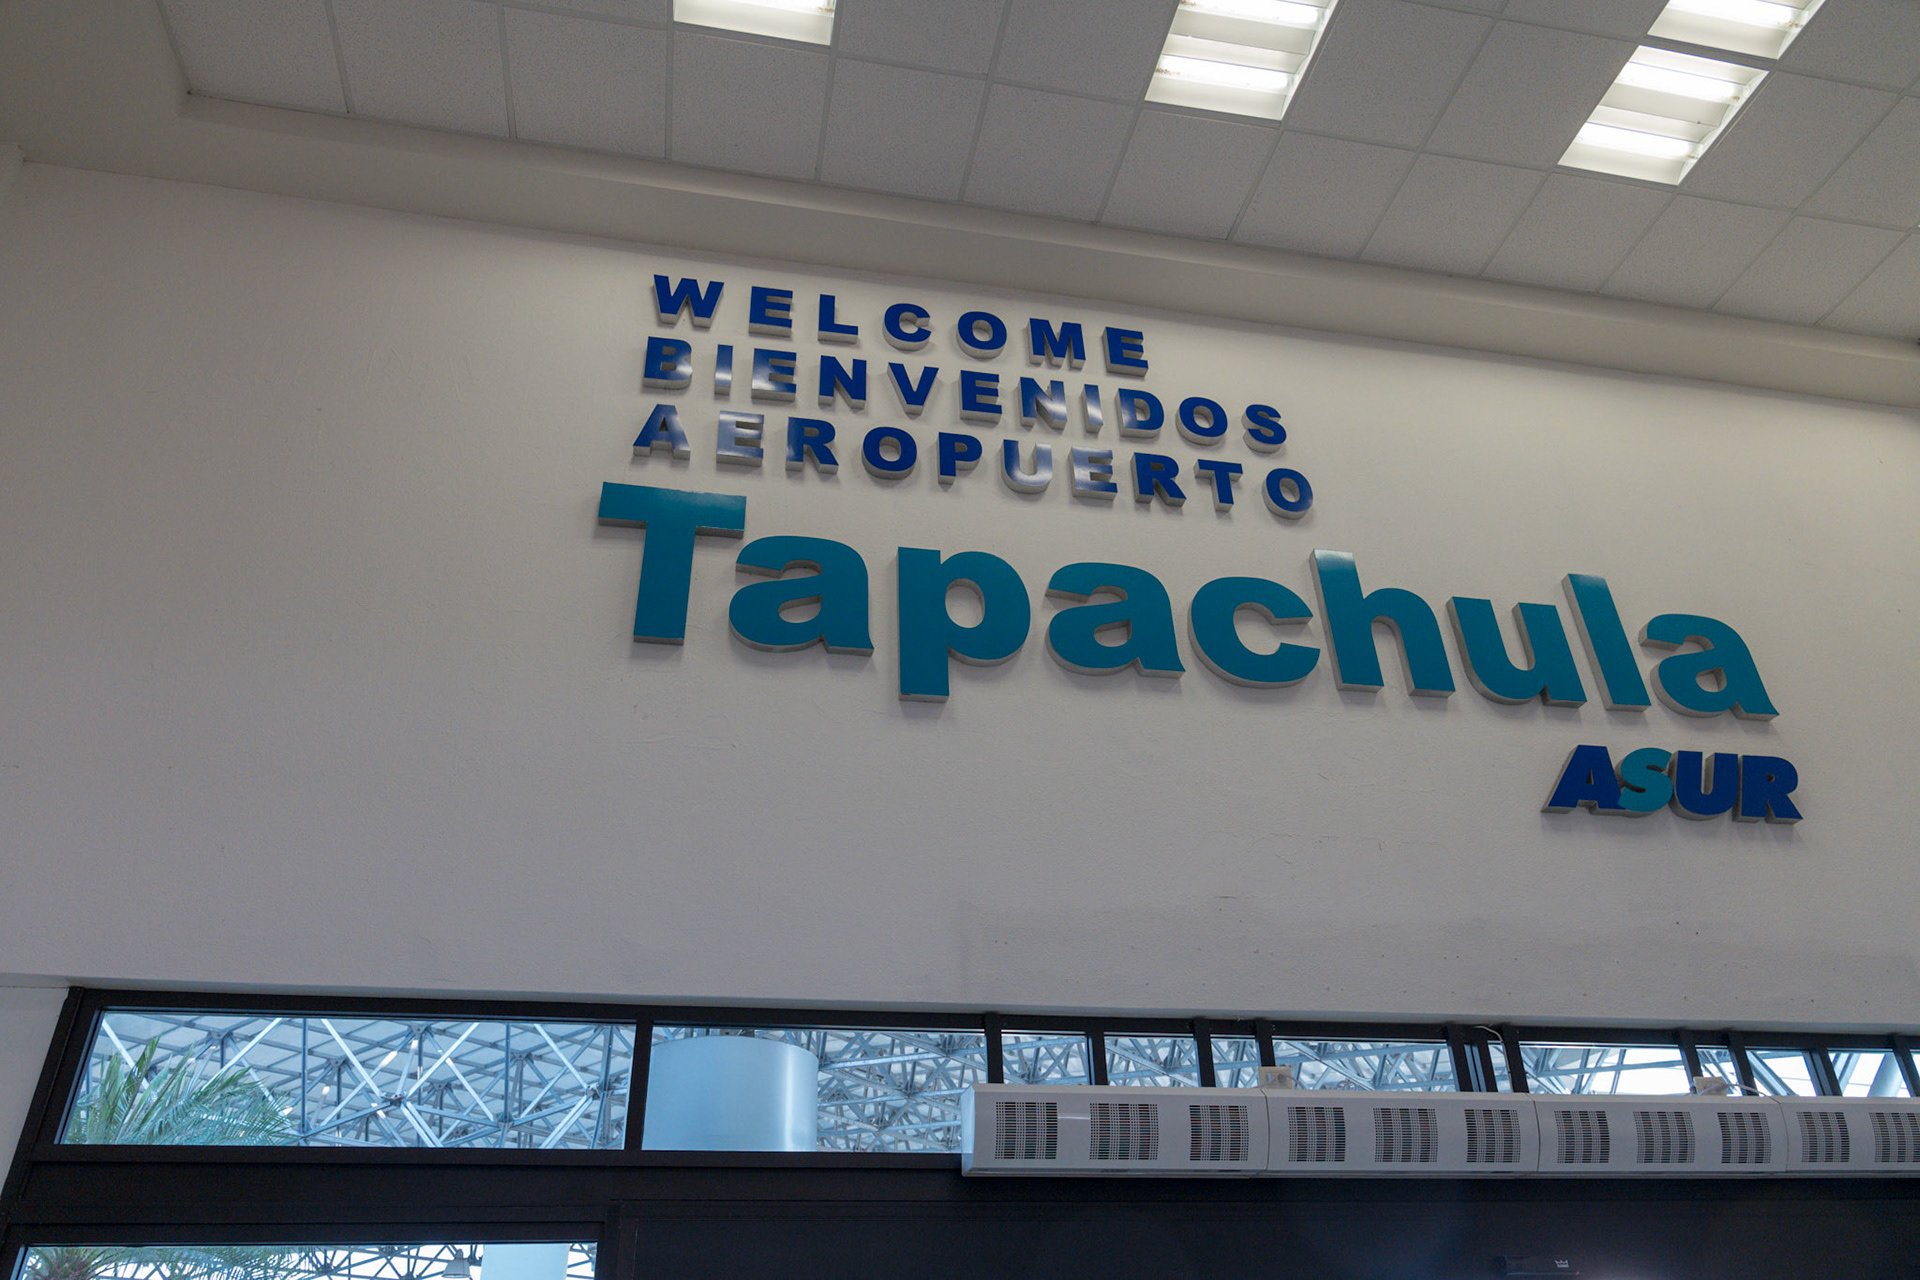 WELCOME
BIENVENIDOS
AEROPUERTO
Tapachula
ASUR